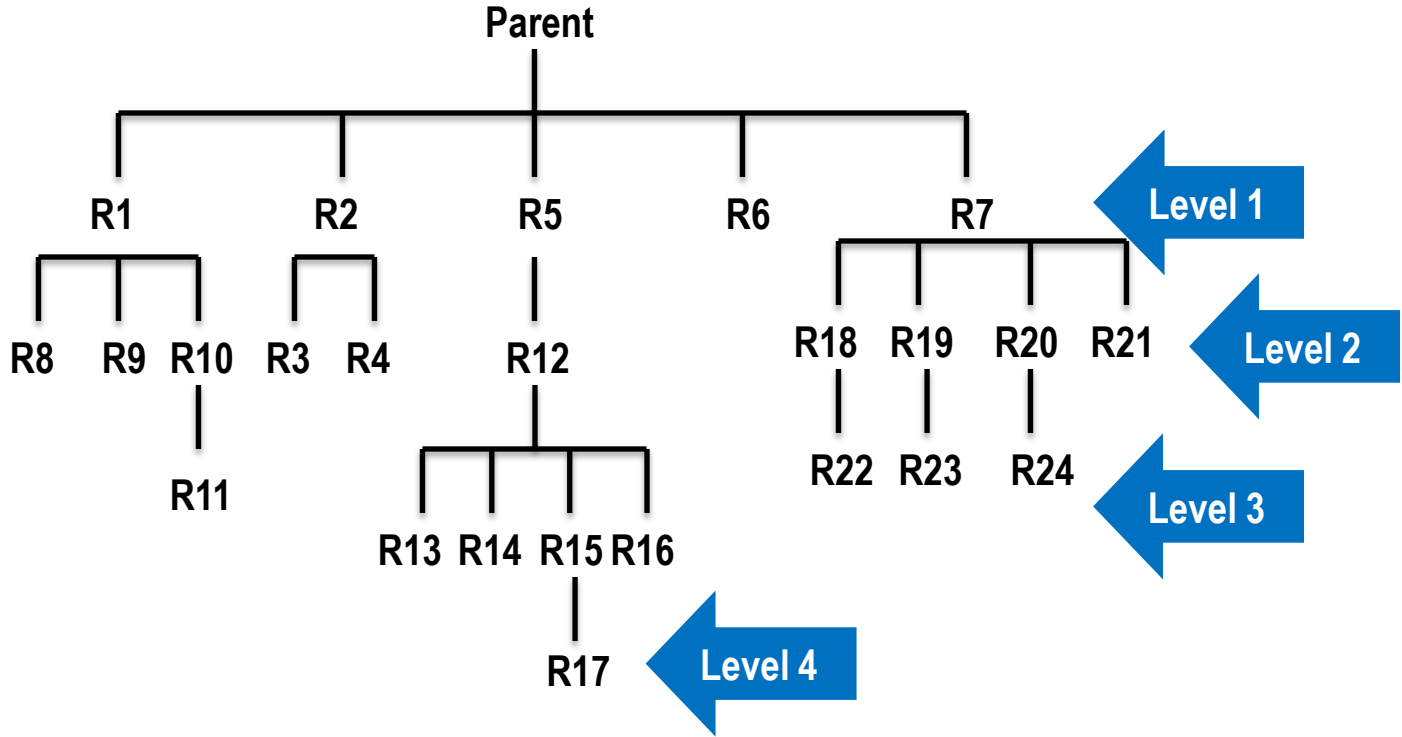 Parent
R1 R2 R5 R6 R7 Level 1
R8 R9 R10 R3 R4 R12 R18 R19 R20 R21 Level 2
R11 R22 R23 R24 Level 3
R13 R14 R15 R16
R17 Level 4